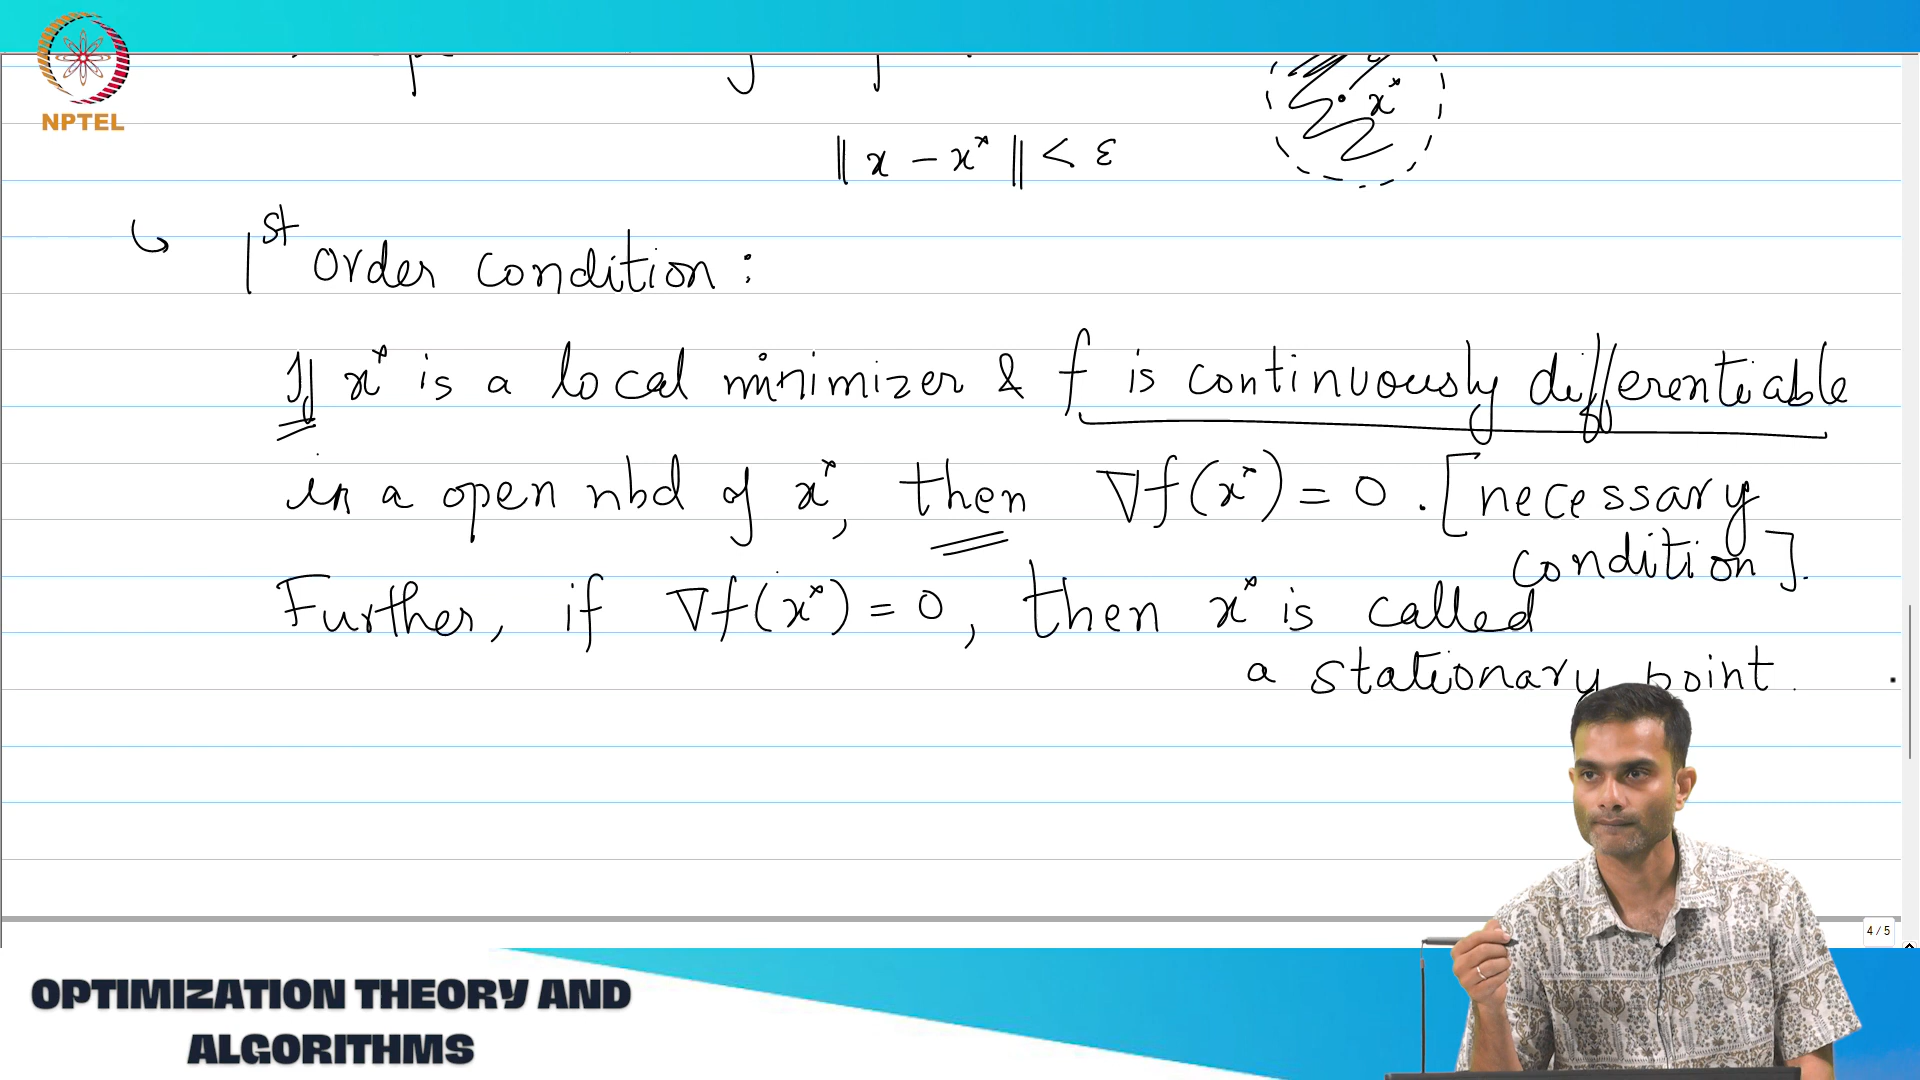 NPTEL
x*
|| x - x* || < ε
↳ 1st order condition :
If x* is a local minimizer & f is continuously differentiable
in a open nbd of x*, then ∇f(x*) = 0 . [necessary
condition].
Further, if ∇f(x*) = 0, then x* is called
a stationary point.
4 / 5
OPTIMIZATION THEORY AND
ALGORITHMS